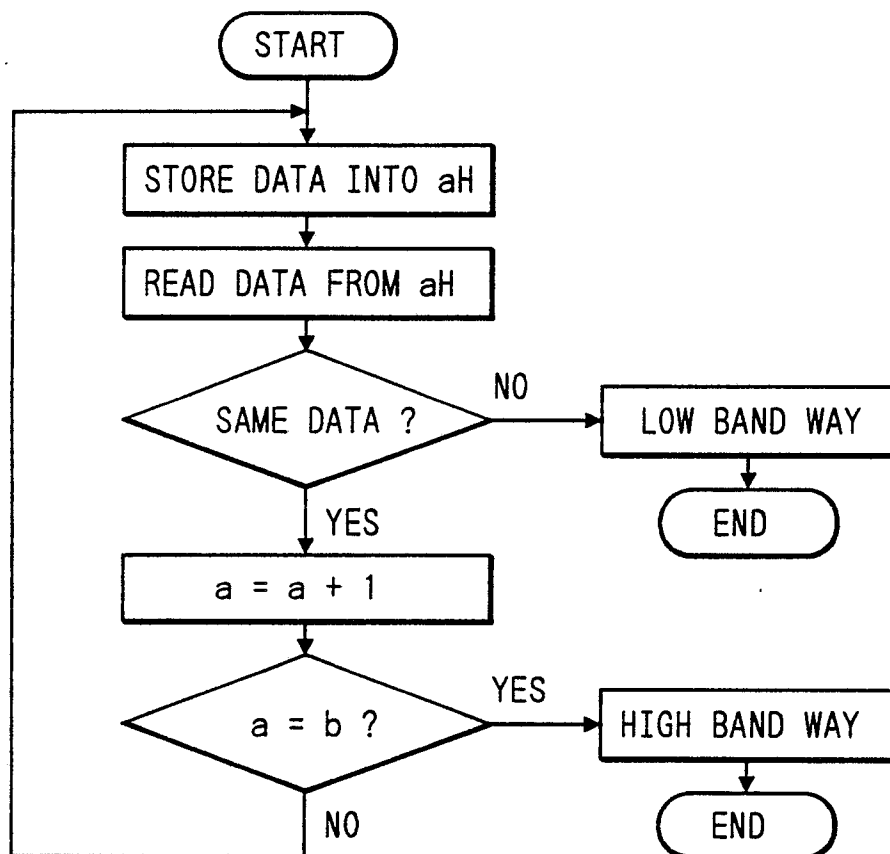 START
STORE DATA INTO aH
READ DATA FROM aH
SAME DATA ?
NO
LOW BAND WAY
END
YES
a = a + 1
a = b ?
YES
HIGH BAND WAY
END
NO